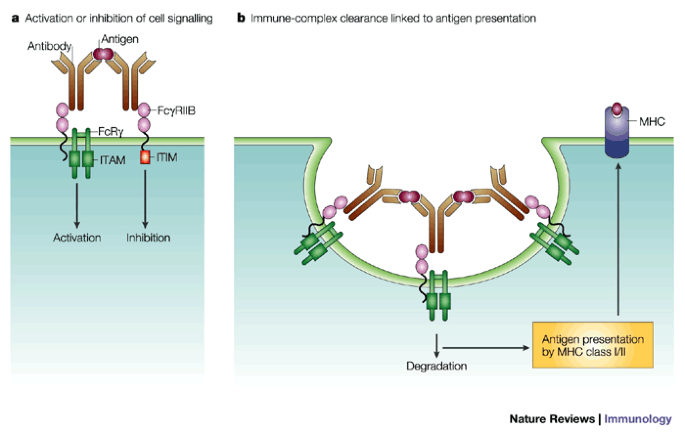 a Activation or inhibition of cell signalling
Antibody
Antigen
FcγRIIB
FcRγ
ITAM
ITIM
Activation
Inhibition
b Immune-complex clearance linked to antigen presentation
MHC
Degradation
Antigen presentation
by MHC class I/II
Nature Reviews | Immunology